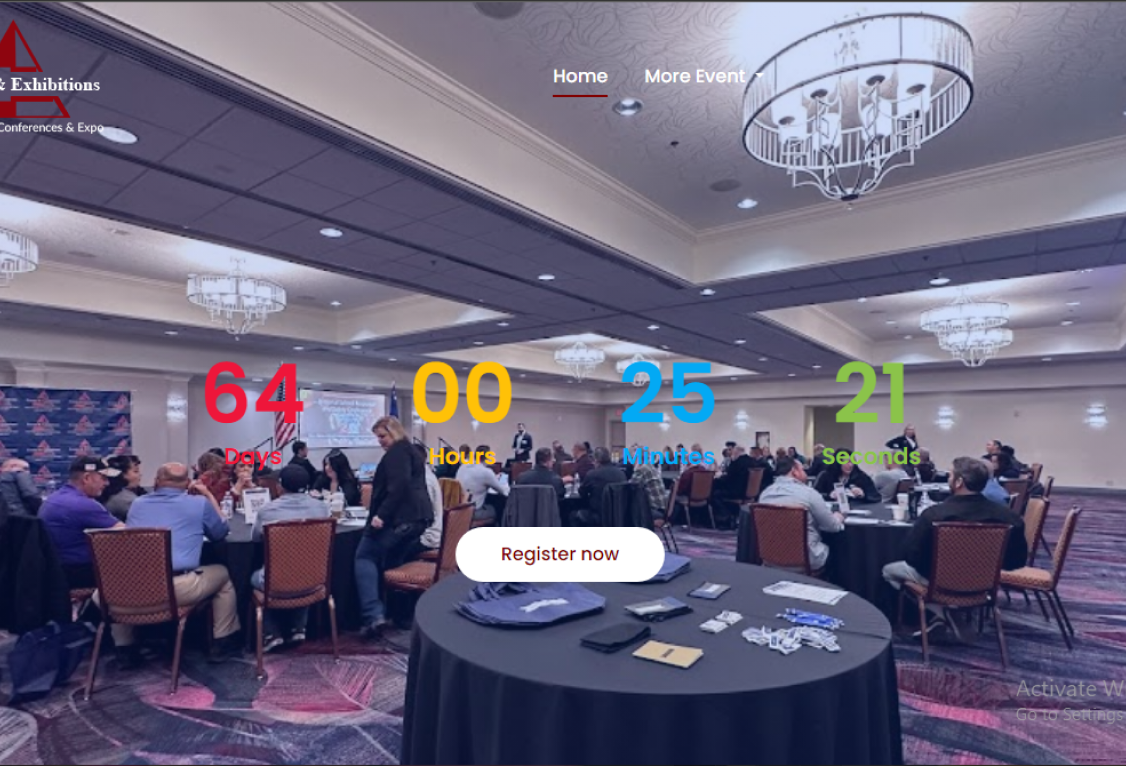 & Exhibitions
Conferences & Expo
Home
More Event
64
00
25
21
Days
Hours
Minutes
Seconds
Register now
Activate W
Go to Settings